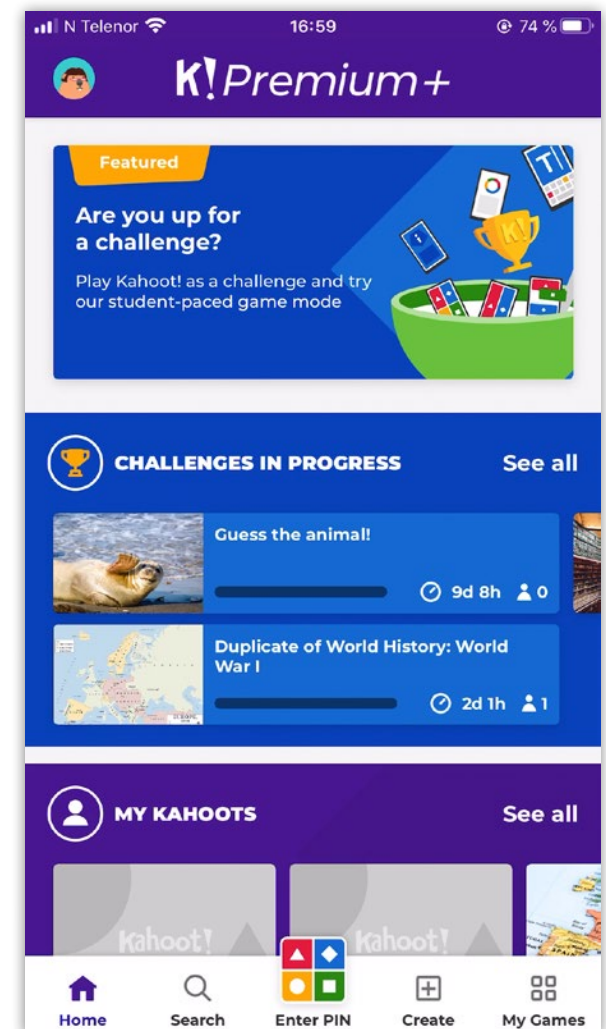 N Telenor 16:59 74 %
K! Premium+
Featured
Are you up for
a challenge?
Play Kahoot! as a challenge and try
our student-paced game mode
K!
CHALLENGES IN PROGRESS See all
Guess the animal!
9d 8h 0
Duplicate of World History: World
War I
2d 1h 1
MY KAHOOTS See all
Kahoot! Kahoot!
Home Search Enter PIN Create My Games